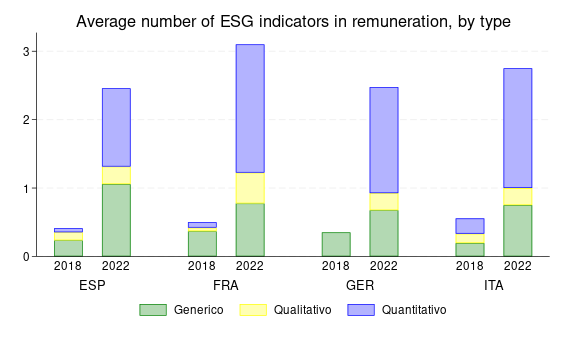 Average number of ESG indicators in remuneration, by type
3
2
1
0
2018 2022 2018 2022 2018 2022 2018 2022
ESP FRA GER ITA
Generico Qualitativo Quantitativo